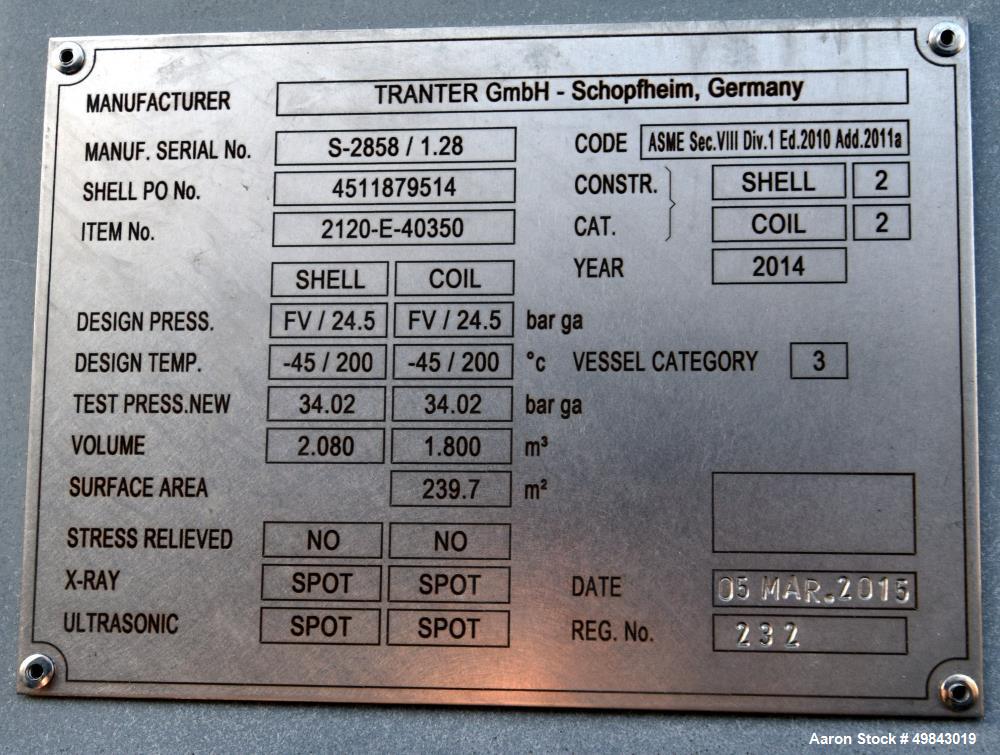 MANUFACTURER TRANTER GmbH - Schopfheim, Germany
MANUF. SERIAL No. S-2858 / 1.28 CODE ASME Sec.VIII Div.1 Ed.2010 Add.2011a
SHELL PO No. 4511879514 CONSTR. SHELL 2
ITEM No. 2120-E-40350 CAT. COIL 2
SHELL COIL YEAR 2014
DESIGN PRESS. FV / 24.5 FV / 24.5 bar ga
DESIGN TEMP. -45 / 200 -45 / 200 °c VESSEL CATEGORY 3
TEST PRESS.NEW 34.02 34.02 bar ga
VOLUME 2.080 1.800 m³
SURFACE AREA 239.7 m²
STRESS RELIEVED NO NO
X-RAY SPOT SPOT DATE 05 MAR.2015
ULTRASONIC SPOT SPOT REG. No. 232
Aaron Stock # 49843019